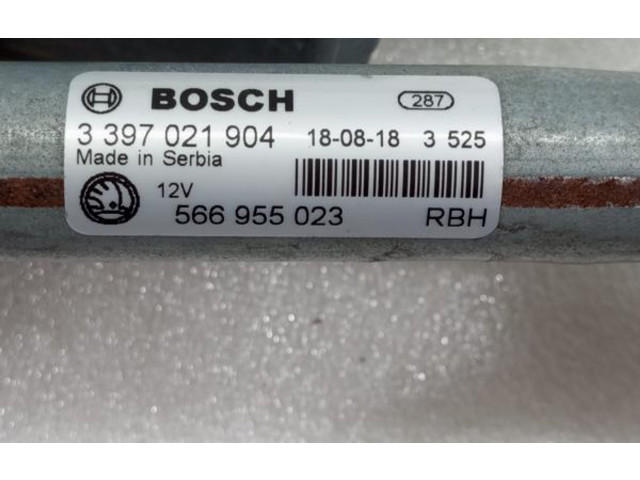 BOSCH 287
3 397 021 904 18-08-18 3 525
Made in Serbia
12V
566 955 023 RBH